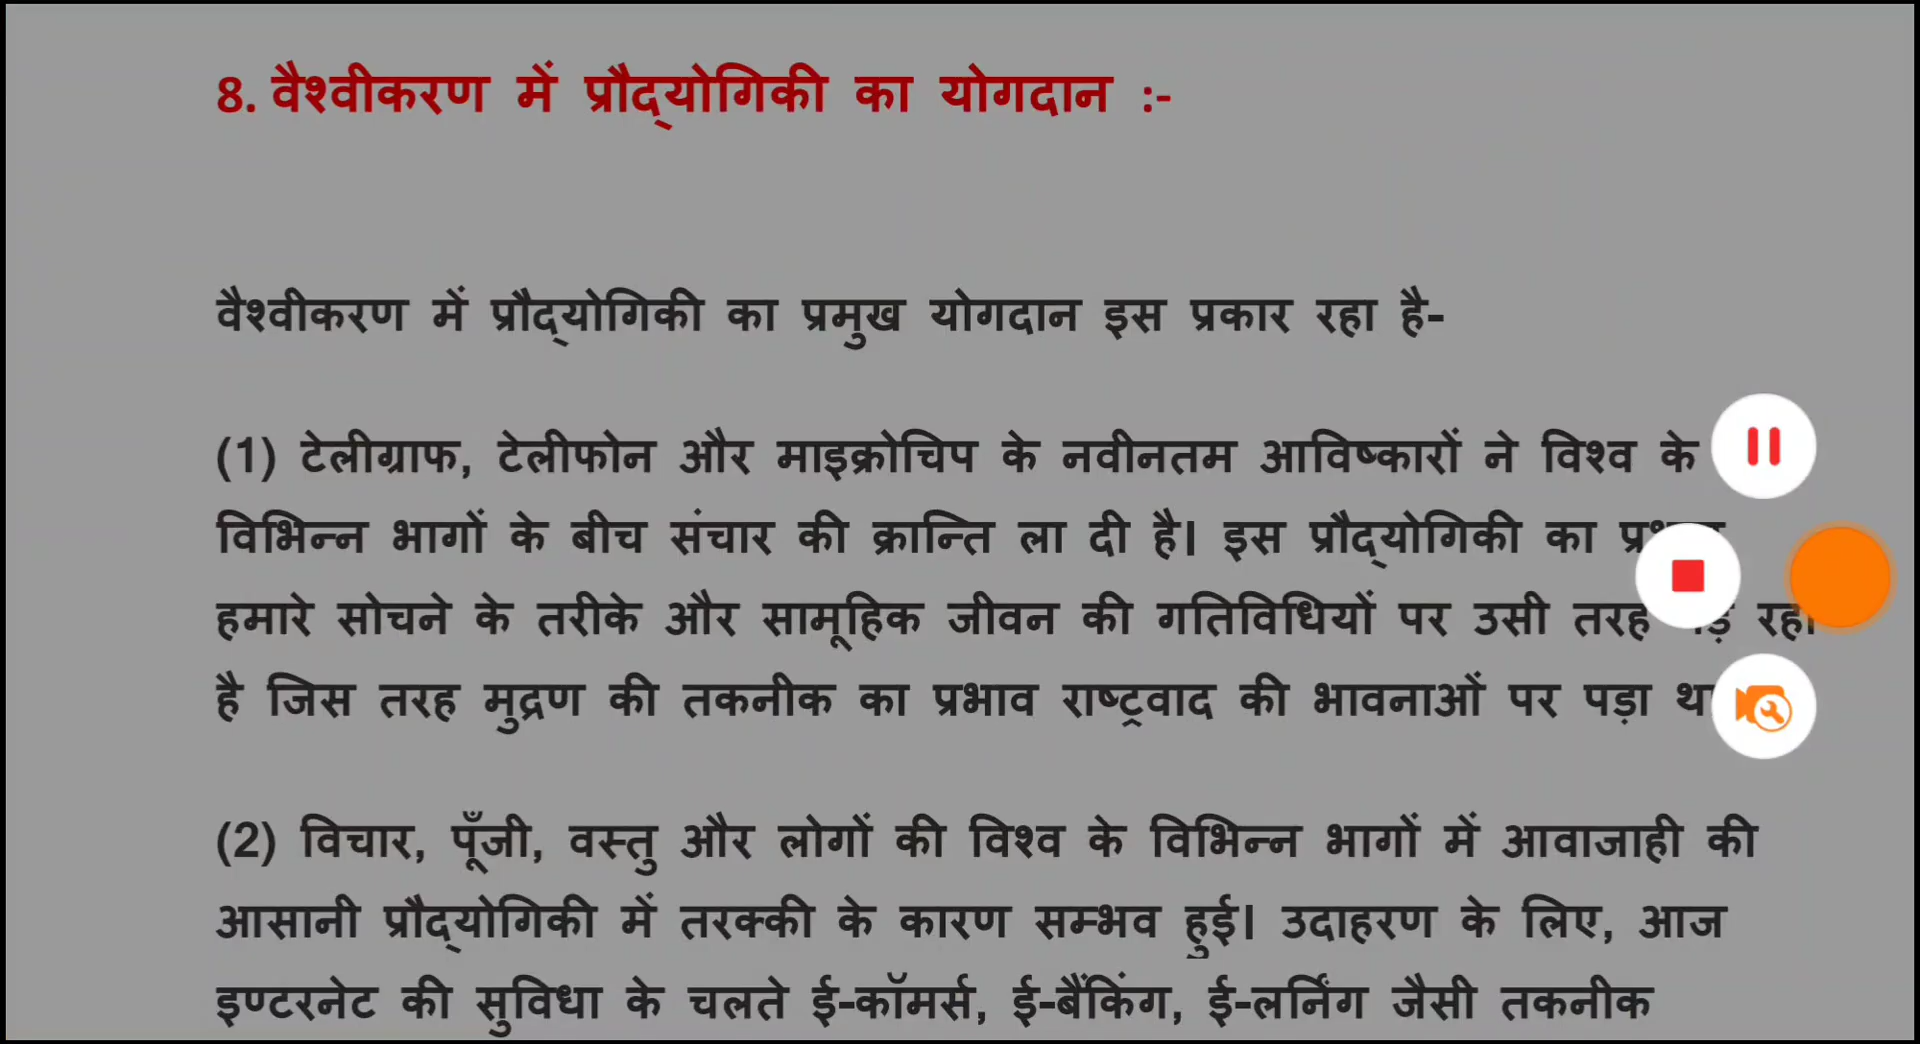 8. वैश्वीकरण में प्रौद्योगिकी का योगदान :-
वैश्वीकरण में प्रौद्योगिकी का प्रमुख योगदान इस प्रकार रहा है-
(1) टेलीग्राफ, टेलीफोन और माइक्रोचिप के नवीनतम आविष्कारों ने विश्व के
विभिन्न भागों के बीच संचार की क्रान्ति ला दी है। इस प्रौद्योगिकी का
हमारे सोचने के तरीके और सामूहिक जीवन की गतिविधियों पर उसी तरह रहा
है जिस तरह मुद्रण की तकनीक का प्रभाव राष्ट्रवाद की भावनाओं पर पड़ा था
(2) विचार, पूँजी, वस्तु और लोगों की विश्व के विभिन्न भागों में आवाजाही की
आसानी प्रौद्योगिकी में तरक्की के कारण सम्भव हुई। उदाहरण के लिए, आज
इण्टरनेट की सुविधा के चलते ई-कॉमर्स, ई-बैंकिंग, ई-लर्निंग जैसी तकनीक